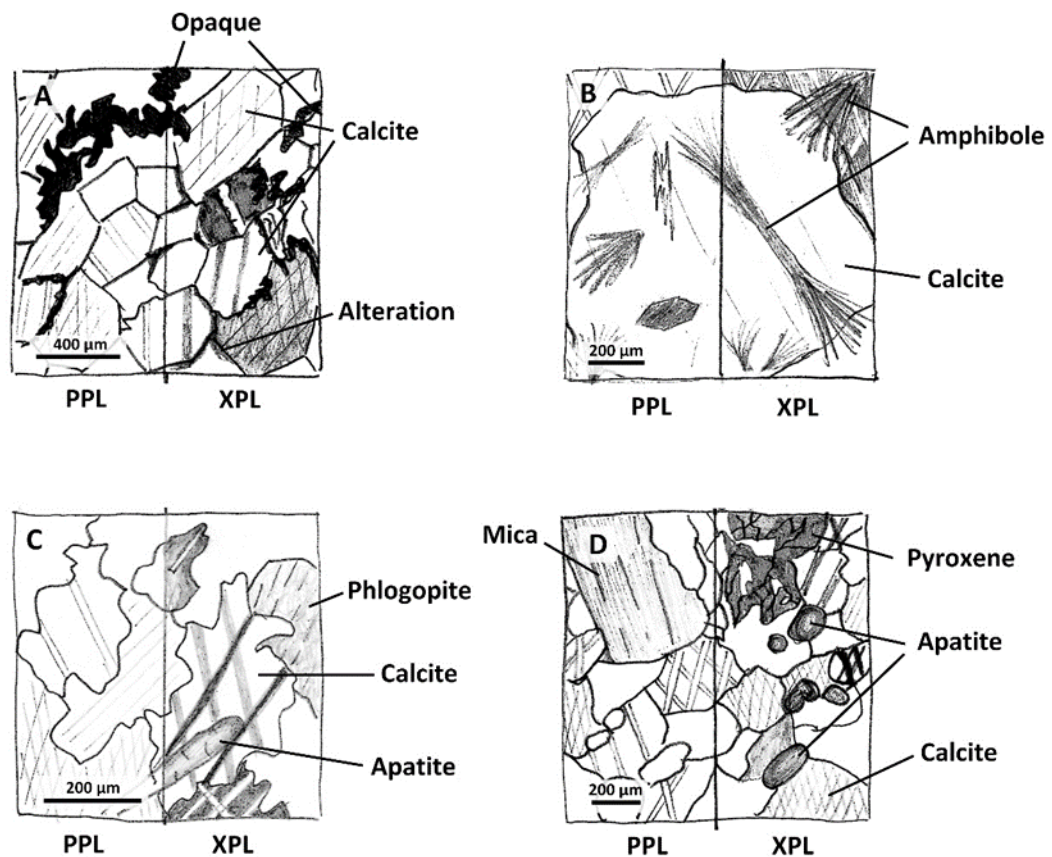 Opaque
A
Calcite
Alteration
400 µm
PPL XPL
B
Amphibole
Calcite
200 µm
PPL XPL
C
Phlogopite
Calcite
Apatite
200 µm
PPL XPL
Mica
D
Pyroxene
Apatite
Calcite
200 µm
PPL XPL